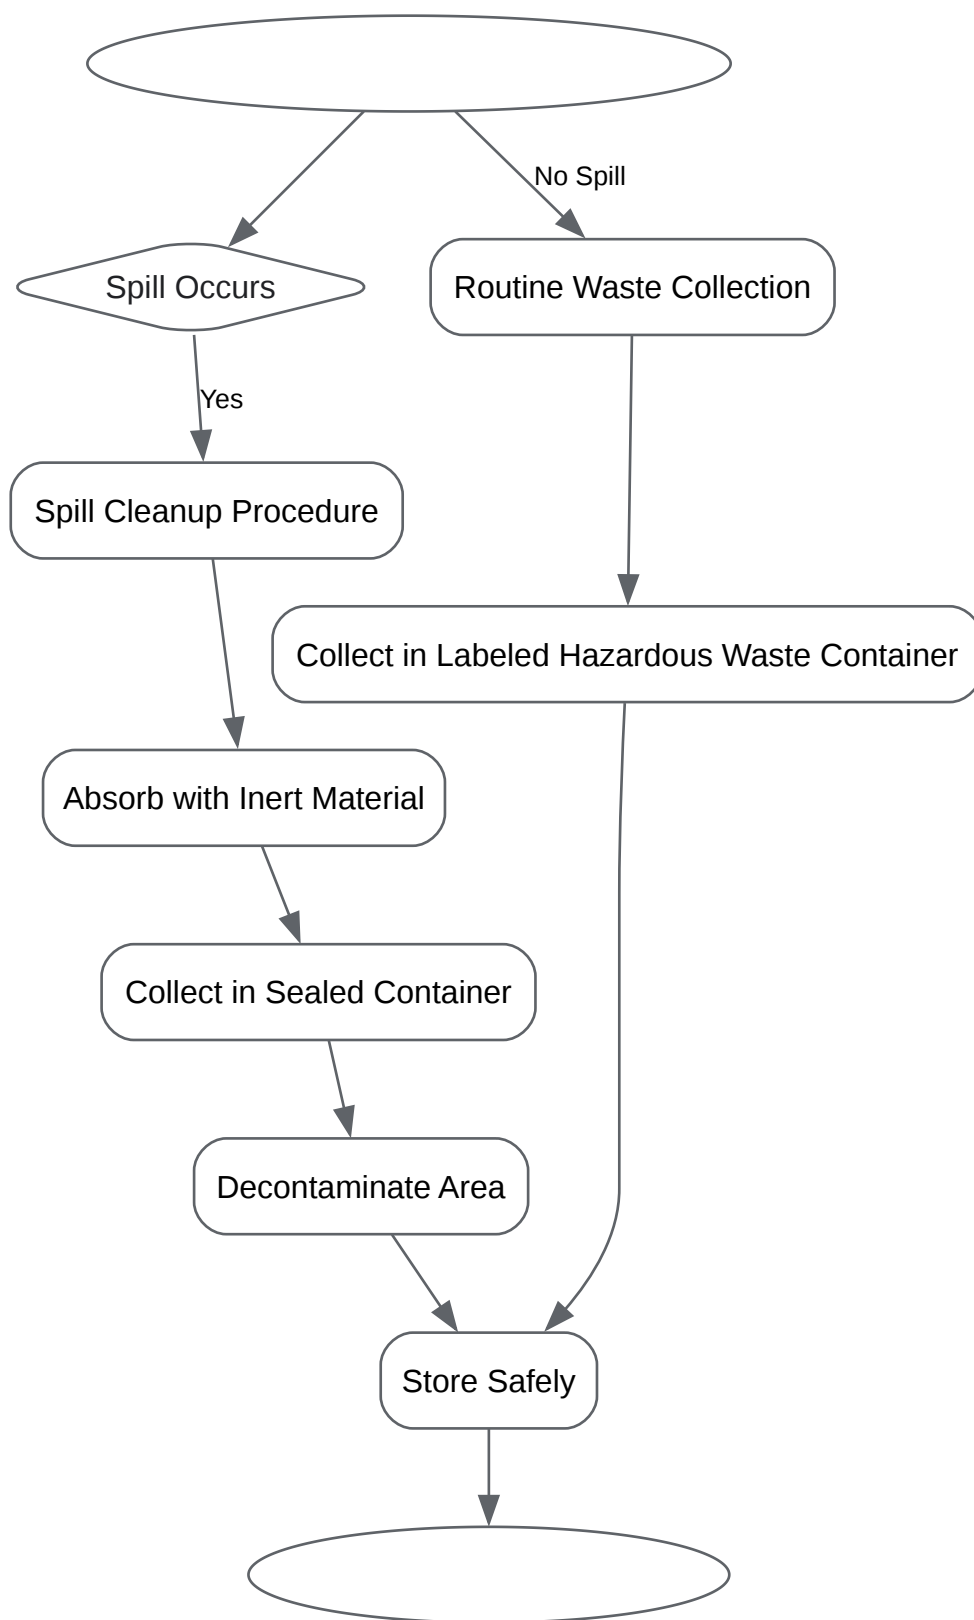 No Spill
Spill Occurs
Routine Waste Collection
Yes
Spill Cleanup Procedure
Collect in Labeled Hazardous Waste Container
Absorb with Inert Material
Collect in Sealed Container
Decontaminate Area
Store Safely